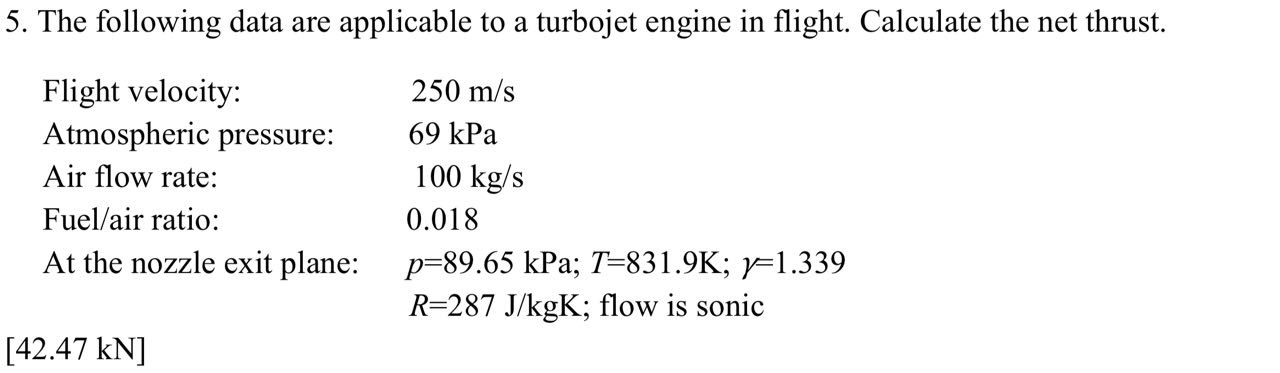 5. The following data are applicable to a turbojet engine in flight. Calculate the net thrust.
Flight velocity: 250 m/s
Atmospheric pressure: 69 kPa
Air flow rate: 100 kg/s
Fuel/air ratio: 0.018
At the nozzle exit plane: p=89.65 kPa; T=831.9K; γ=1.339
R=287 J/kgK; flow is sonic
[42.47 kN]